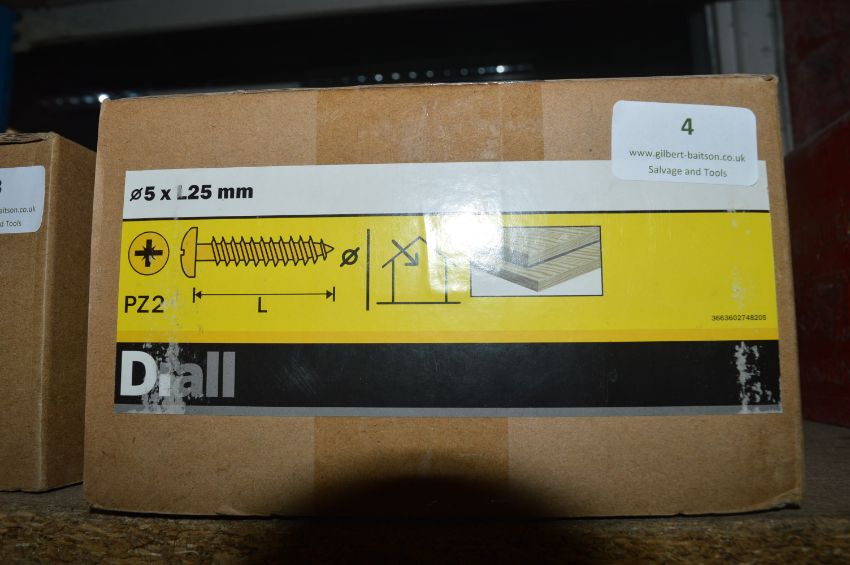 4
www.gilbert-baitson.co.uk
Salvage and Tools
ø5 x L25 mm
ø
PZ2
L
3663602748205
Diall